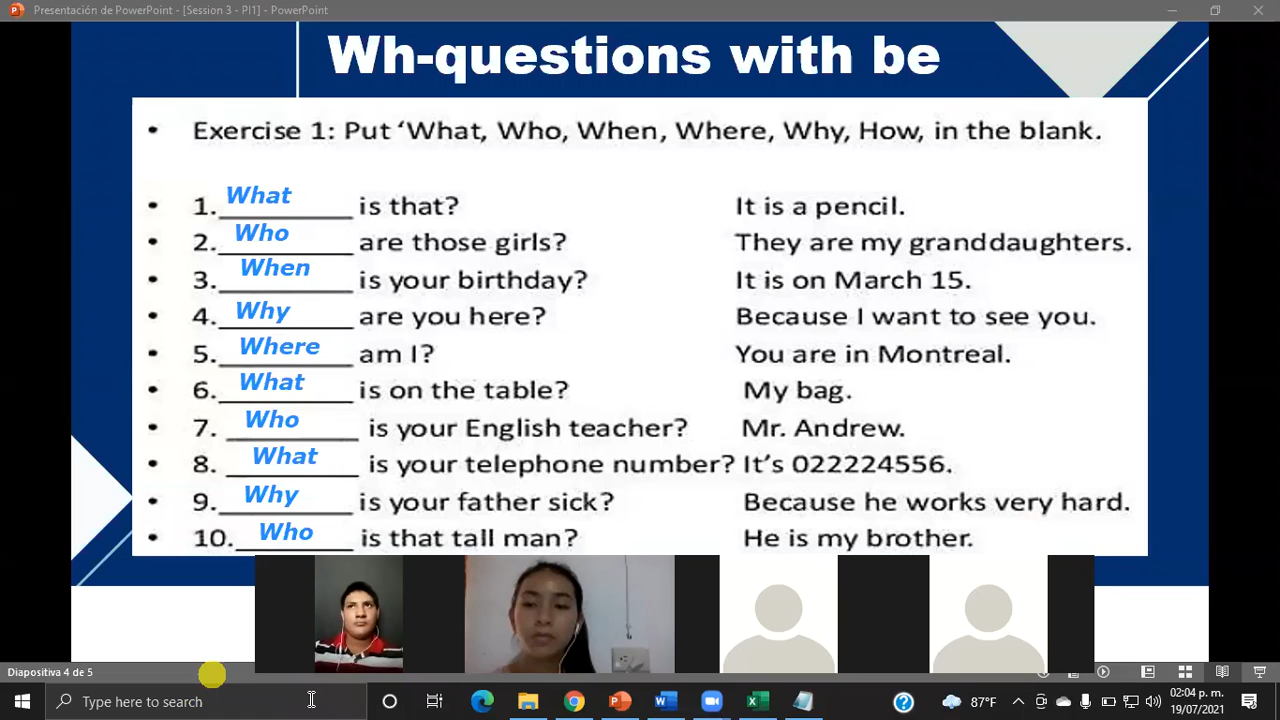 Presentación de PowerPoint - [Session 3 - PI1] - PowerPoint
Wh-questions with be
• Exercise 1: Put ‘What, Who, When, Where, Why, How, in the blank.
• 1. What is that? It is a pencil.
• 2. Who are those girls? They are my granddaughters.
• 3. When is your birthday? It is on March 15.
• 4. Why are you here? Because I want to see you.
• 5. Where am I? You are in Montreal.
• 6. What is on the table? My bag.
• 7. Who is your English teacher? Mr. Andrew.
• 8. What is your telephone number? It’s 022224556.
• 9. Why is your father sick? Because he works very hard.
• 10. Who is that tall man? He is my brother.
Diapositiva 4 de 5
Type here to search
87°F
02:04 p. m.
19/07/2021